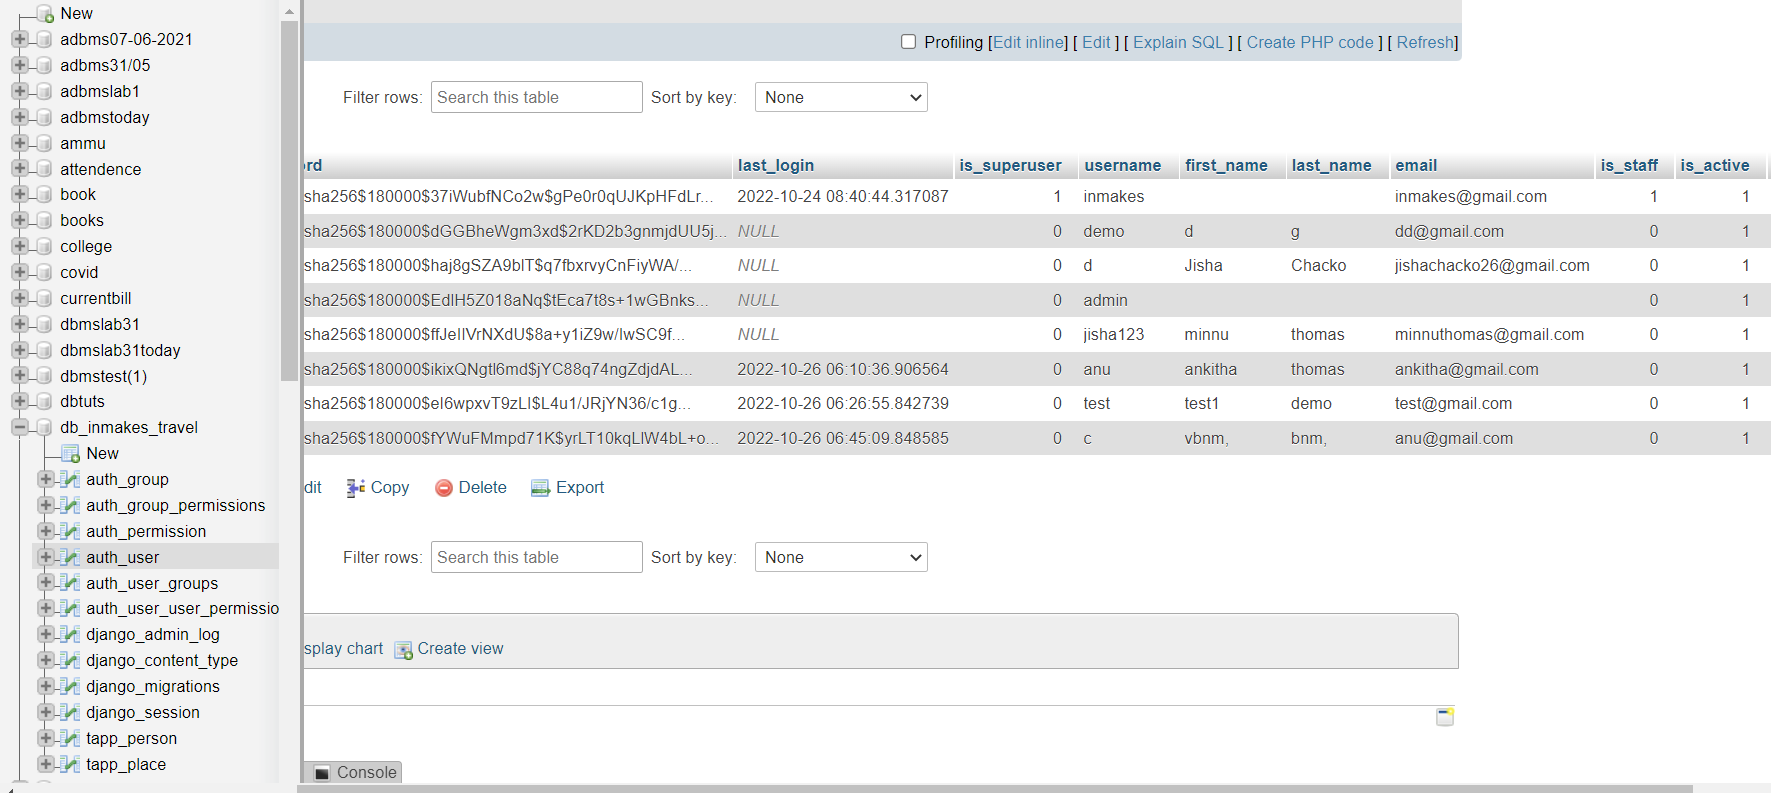 New
adbms07-06-2021
adbms31/05
adbmslab1
adbmstoday
ammu
attendence
book
books
college
covid
currentbill
dbmslab31
dbmslab31today
dbmstest(1)
dbtuts
db_inmakes_travel
New
auth_group
auth_group_permissions
auth_permission
auth_user
auth_user_groups
auth_user_user_permissio
django_admin_log
django_content_type
django_migrations
django_session
tapp_person
tapp_place
Profiling [Edit inline] [ Edit ] [ Explain SQL ] [ Create PHP code ] [ Refresh]
Filter rows: Search this table Sort by key: None
ord last_login is_superuser username first_name last_name email is_staff is_active
sha256$180000$37iWubfNCo2w$gPe0r0qUJKpHFdLr... 2022-10-24 08:40:44.317087 1 inmakes inmakes@gmail.com 1 1
sha256$180000$dGGBheWgm3xd$2rKD2b3gnmjdUU5j... NULL 0 demo d g dd@gmail.com 0 1
sha256$180000$haj8gSZA9blT$q7fbxrvyCnFiyWA/... NULL 0 d Jisha Chacko jishachacko26@gmail.com 0 1
sha256$180000$EdlH5Z018aNq$tEca7t8s+1wGBnks... NULL 0 admin 0 1
sha256$180000$ffJeIlVrNXdU$8a+y1iZ9w/lwSC9f... NULL 0 jisha123 minnu thomas minnuthomas@gmail.com 0 1
sha256$180000$ikixQNgtl6md$jYC88q74ngZdjdAL... 2022-10-26 06:10:36.906564 0 anu ankitha thomas ankitha@gmail.com 0 1
sha256$180000$el6wpxvT9zLI$L4u1/JRjYN36/c1g... 2022-10-26 06:26:55.842739 0 test test1 demo test@gmail.com 0 1
sha256$180000$fYWuFMmpd71K$yrLT10kqLlW4bL+o... 2022-10-26 06:45:09.848585 0 c vbnm, bnm, anu@gmail.com 0 1
dit Copy Delete Export
Filter rows: Search this table Sort by key: None
splay chart Create view
Console